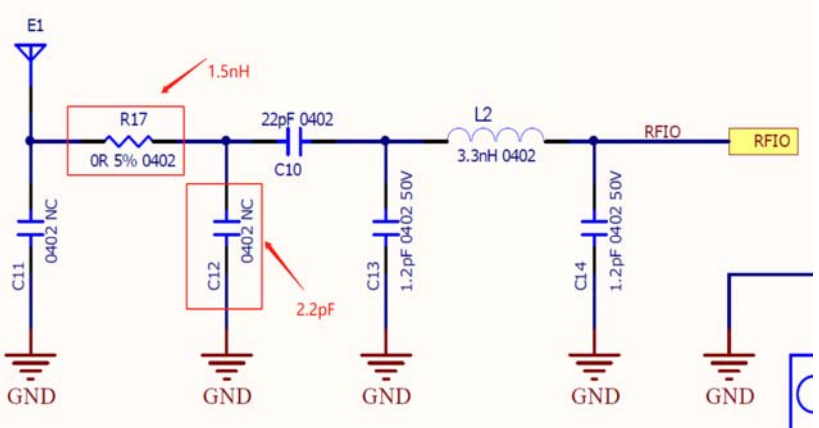 E1
1.5nH
R17
0R 5% 0402
22pF 0402
C10
L2
3.3nH 0402
RFIO
RFIO
C11
0402 NC
C12
0402 NC
2.2pF
C13
1.2pF 0402 50V
C14
1.2pF 0402 50V
GND
GND
GND
GND
GND